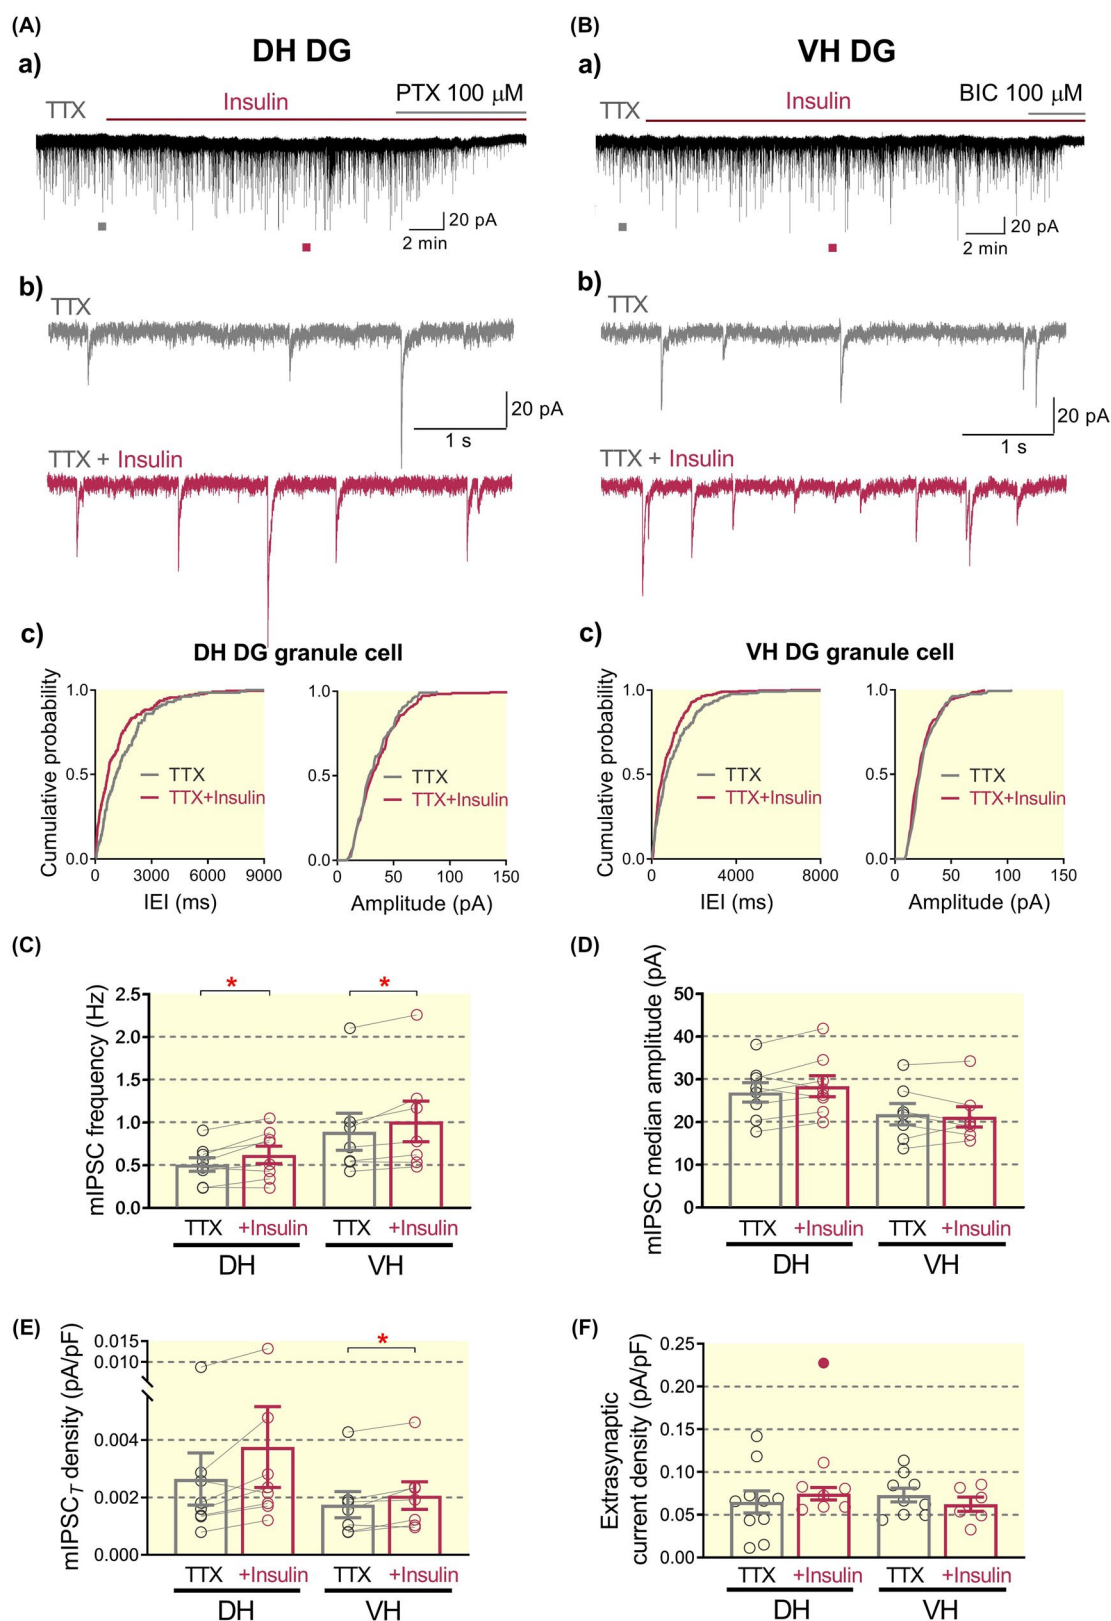 (A)
DH DG
a)
TTX
Insulin
PTX 100 μM
20 pA
2 min
b)
TTX
20 pA
1 s
TTX + Insulin
c)
DH DG granule cell
Cumulative probability
1.0
0.5
0.0
0 3000 6000 9000
IEI (ms)
TTX
TTX+Insulin
1.0
0.5
0.0
0 50 100 150
Amplitude (pA)
TTX
TTX+Insulin
(B)
VH DG
a)
TTX
Insulin
BIC 100 μM
20 pA
2 min
b)
TTX
20 pA
1 s
TTX + Insulin
c)
VH DG granule cell
Cumulative probability
1.0
0.5
0.0
0 4000 8000
IEI (ms)
TTX
TTX+Insulin
1.0
0.5
0.0
0 50 100 150
Amplitude (pA)
TTX
TTX+Insulin
(C)
mIPSC frequency (Hz)
2.5
2.0
1.5
1.0
0.5
0.0
* *
TTX +Insulin TTX +Insulin
DH VH
(D)
mIPSC median amplitude (pA)
50
40
30
20
10
0
TTX +Insulin TTX +Insulin
DH VH
(E)
mIPSCT density (pA/pF)
0.015
0.010
0.004
0.002
0.000
*
TTX +Insulin TTX +Insulin
DH VH
(F)
Extrasynaptic
current density (pA/pF)
0.25
0.20
0.15
0.10
0.05
0.00
TTX +Insulin TTX +Insulin
DH VH